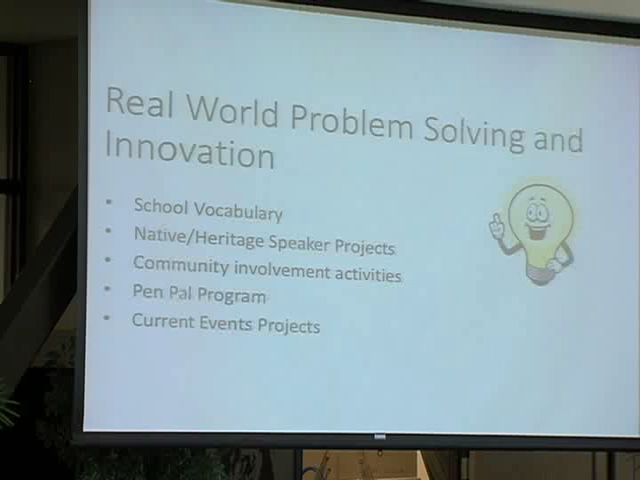 Real World Problem Solving and
Innovation
• School Vocabulary
• Native/Heritage Speaker Projects
• Community involvement activities
• Pen Pal Program
• Current Events Projects